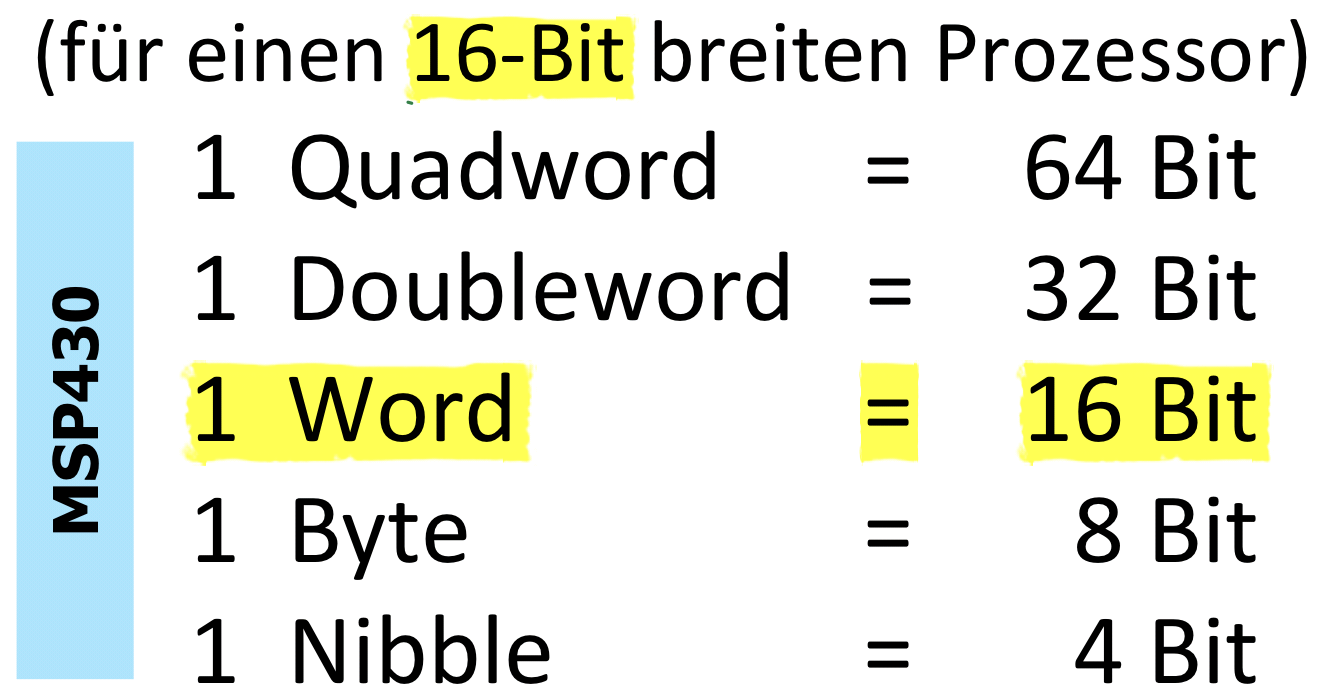 (für einen 16-Bit breiten Prozessor)
1 Quadword = 64 Bit
1 Doubleword = 32 Bit
1 Word = 16 Bit
1 Byte = 8 Bit
1 Nibble = 4 Bit
MSP430